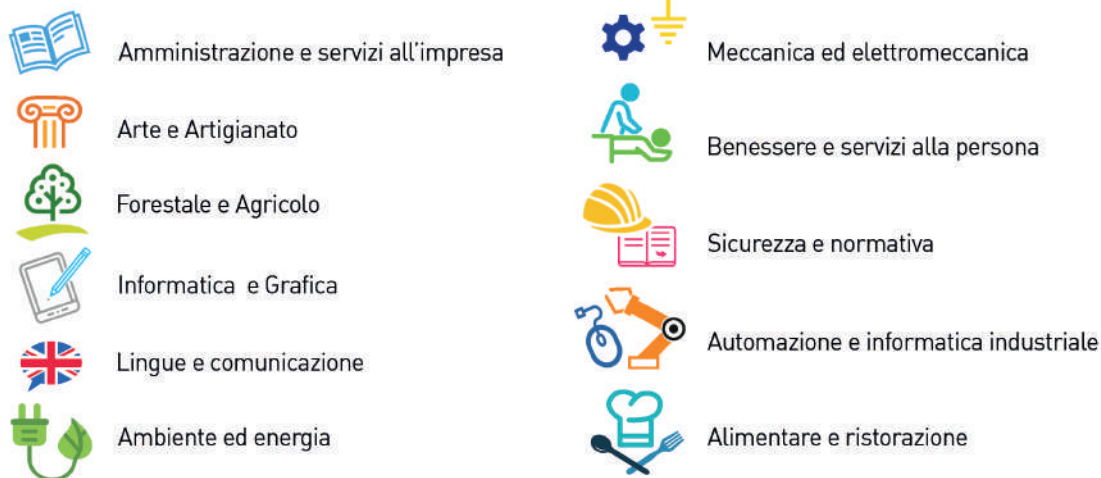 Amministrazione e servizi all'impresa
Arte e Artigianato
Forestale e Agricolo
Informatica e Grafica
Lingue e comunicazione
Ambiente ed energia
Meccanica ed elettromeccanica
Benessere e servizi alla persona
Sicurezza e normativa
Automazione e informatica industriale
Alimentare e ristorazione